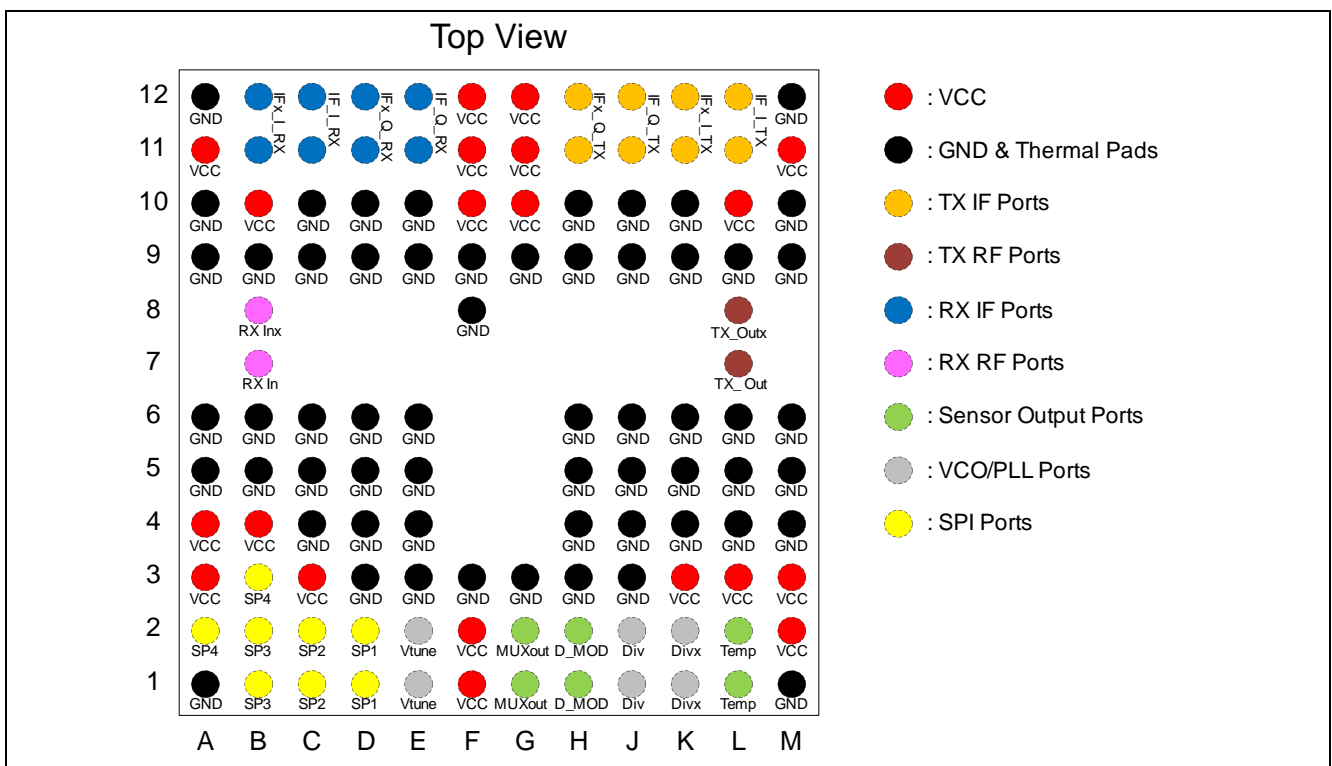 Top View
12
GND
IFx_I_RX
IF_I_RX
IFx_Q_RX
IF_Q_RX
VCC VCC
IFx_Q_TX
IF_Q_TX
IFx_I_TX
IF_I_TX
GND
11
VCC VCC VCC VCC
10
GND VCC GND GND GND VCC VCC GND GND GND VCC GND
9
GND GND GND GND GND GND GND GND GND GND GND GND
8
RX Inx GND TX_Outx
7
RX In TX_ Out
6
GND GND GND GND GND GND GND GND GND GND
5
GND GND GND GND GND GND GND GND GND GND
4
VCC VCC GND GND GND GND GND GND GND GND
3
VCC SP4 VCC GND GND GND GND GND GND VCC VCC VCC
2
SP4 SP3 SP2 SP1 Vtune VCC MUXout D_MOD Div Divx Temp VCC
1
GND SP3 SP2 SP1 Vtune VCC MUXout D_MOD Div Divx Temp GND
A B C D E F G H J K L M
: VCC
: GND & Thermal Pads
: TX IF Ports
: TX RF Ports
: RX IF Ports
: RX RF Ports
: Sensor Output Ports
: VCO/PLL Ports
: SPI Ports